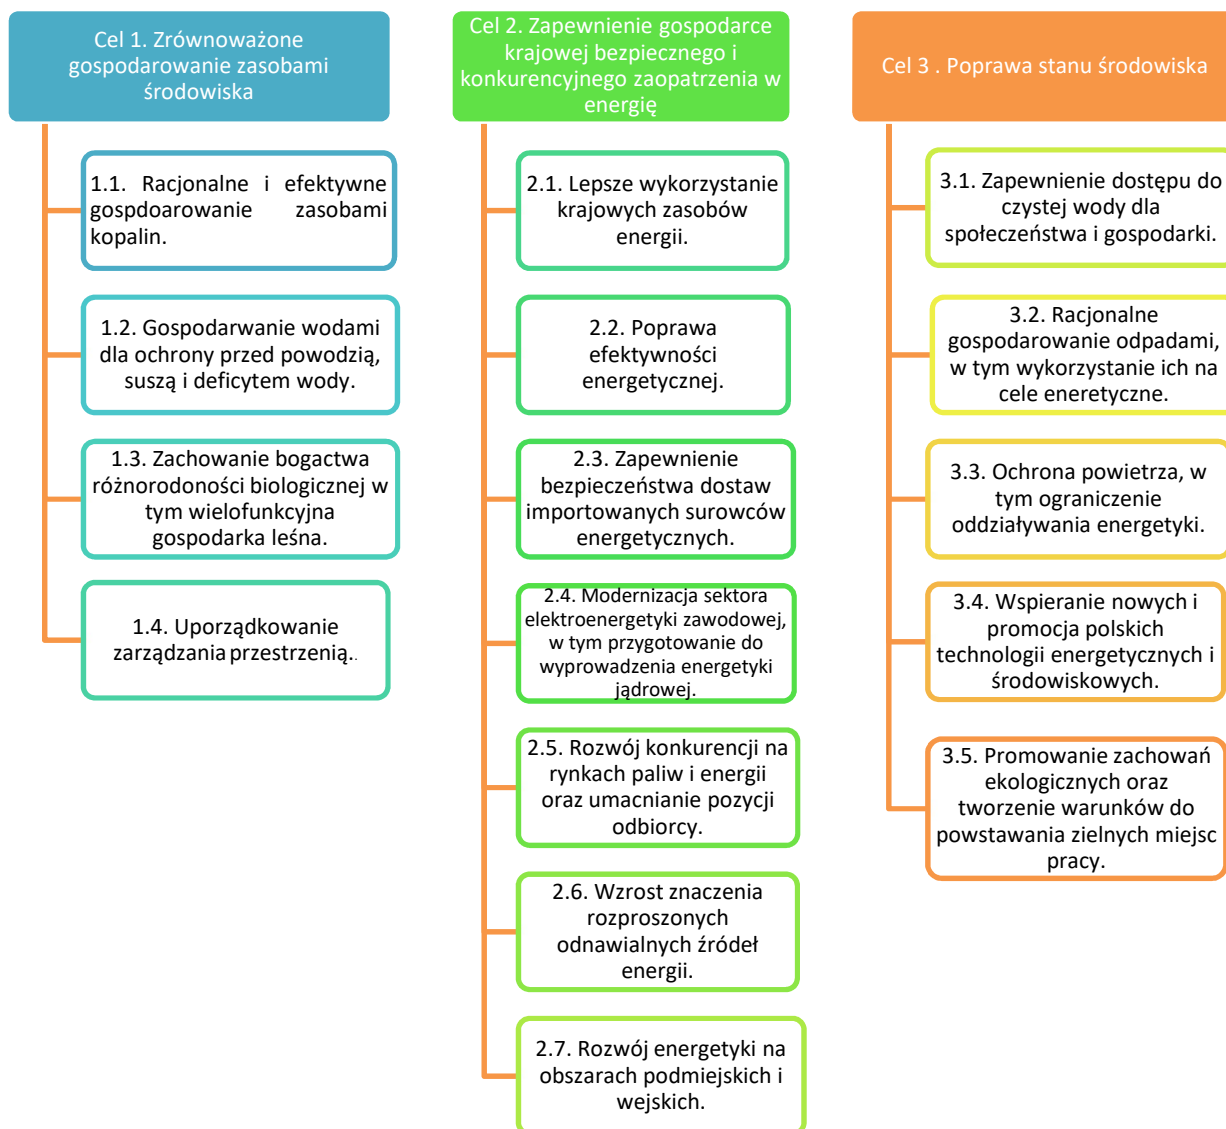 Cel 1. Zrównoważone
gospodarowanie zasobami
środowiska
1.1. Racjonalne i efektywne
gospdoarowanie zasobami
kopalin.
1.2. Gospodarwanie wodami
dla ochrony przed powodzią,
suszą i deficytem wody.
1.3. Zachowanie bogactwa
różnorodoności biologicznej w
tym wielofunkcyjna
gospodarka leśna.
1.4. Uporządkowanie
zarządzania przestrzenią..
Cel 2. Zapewnienie gospodarce
krajowej bezpiecznego i
konkurencyjnego zaopatrzenia w
energię
2.1. Lepsze wykorzystanie
krajowych zasobów
energii.
2.2. Poprawa
efektywności
energetycznej.
2.3. Zapewnienie
bezpieczeństwa dostaw
importowanych surowców
energetycznych.
2.4. Modernizacja sektora
elektroenergetyki zawodowej,
w tym przygotowanie do
wyprowadzenia energetyki
jądrowej.
2.5. Rozwój konkurencji na
rynkach paliw i energii
oraz umacnianie pozycji
odbiorcy.
2.6. Wzrost znaczenia
rozproszonych
odnawialnych źródeł
energii.
2.7. Rozwój energetyki na
obszarach podmiejskich i
wejskich.
Cel 3 . Poprawa stanu środowiska
3.1. Zapewnienie dostępu do
czystej wody dla
społeczeństwa i gospodarki.
3.2. Racjonalne
gospodarowanie odpadami,
w tym wykorzystanie ich na
cele eneretyczne.
3.3. Ochrona powietrza, w
tym ograniczenie
oddziaływania energetyki.
3.4. Wspieranie nowych i
promocja polskich
technologii energetycznych i
środowiskowych.
3.5. Promowanie zachowań
ekologicznych oraz
tworzenie warunków do
powstawania zielnych miejsc
pracy.